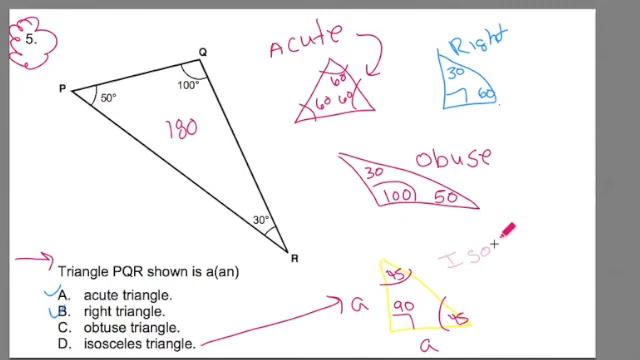 5.
Q
P
R
100°
50°
30°
180
Acute
60
60 60
Right
30
60
Obuse
30
100 50
Iso
45
90
45
a
a
Triangle PQR shown is a(an)
A. acute triangle.
B. right triangle.
C. obtuse triangle.
D. isosceles triangle.